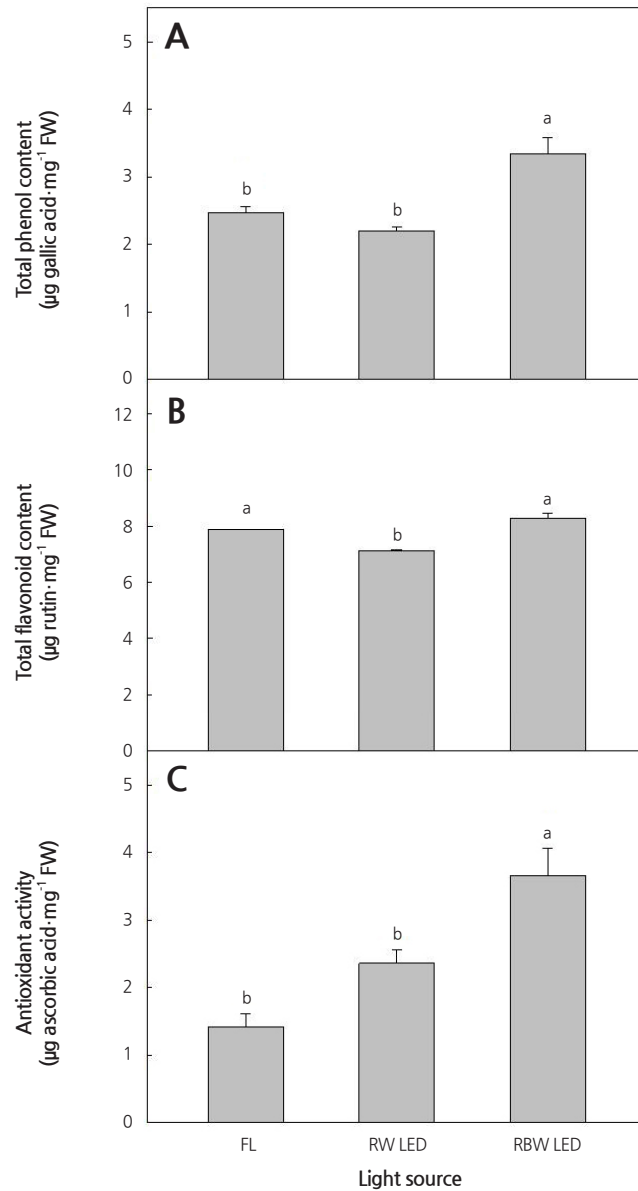 A
Total phenol content
(µg gallic acid·mg⁻¹ FW)
5
4
3
2
1
0
b
b
a
B
Total flavonoid content
(µg rutin·mg⁻¹ FW)
12
10
8
6
4
2
0
a
b
a
C
Antioxidant activity
(µg ascorbic acid·mg⁻¹ FW)
5
4
3
2
1
0
b
b
a
FL
RW LED
RBW LED
Light source